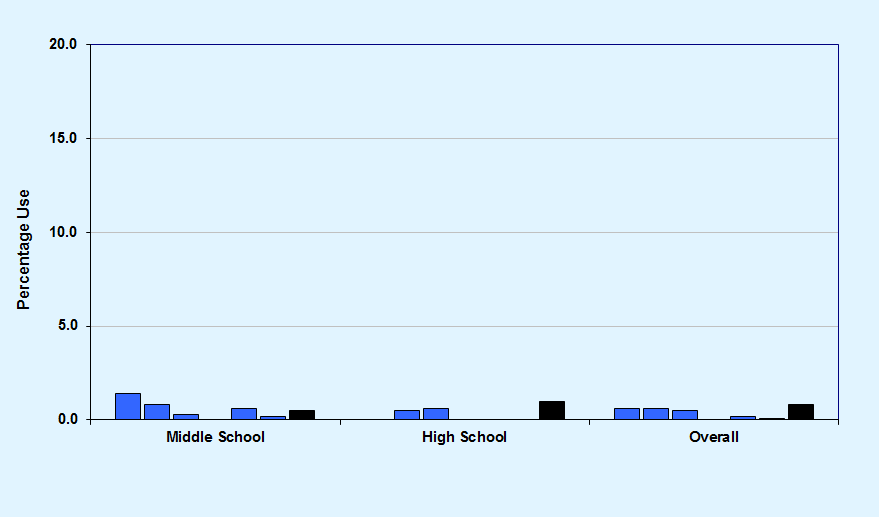 20.0
15.0
10.0
5.0
0.0
Percentage Use
Middle School
High School
Overall